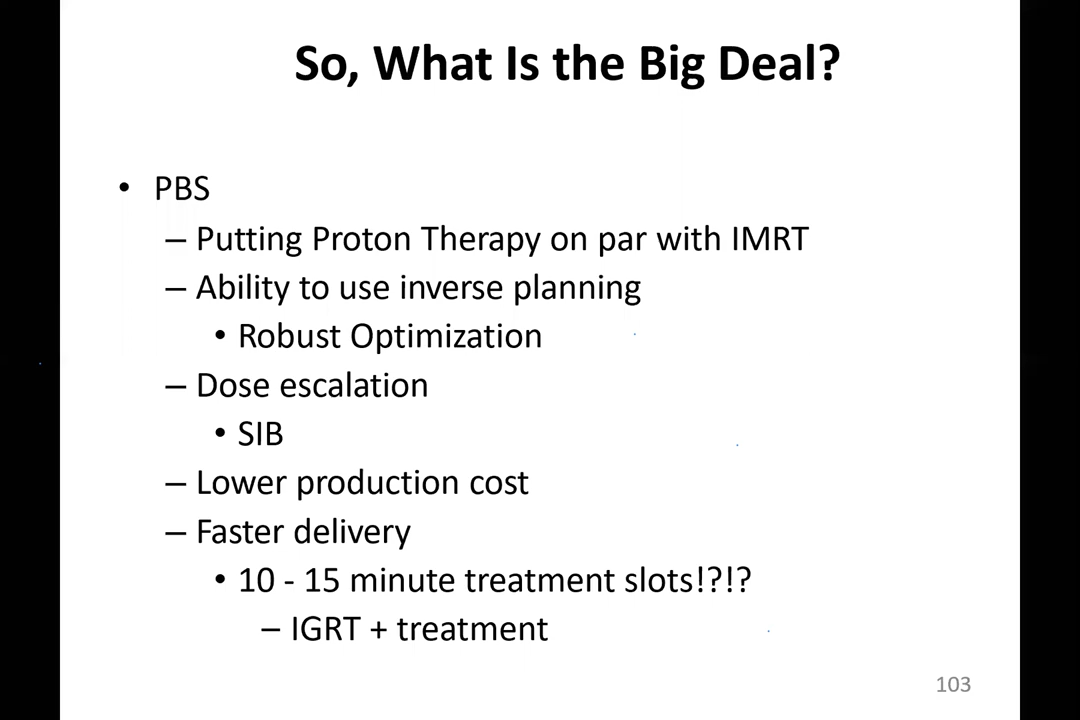 So, What Is the Big Deal?
• PBS
– Putting Proton Therapy on par with IMRT
– Ability to use inverse planning
• Robust Optimization
– Dose escalation
• SIB
– Lower production cost
– Faster delivery
• 10 - 15 minute treatment slots!?!?
– IGRT + treatment
103